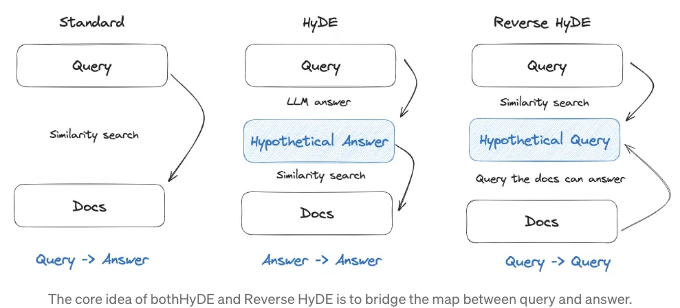 Standard
Query
Similarity search
Docs
Query -> Answer
HyDE
Query
LLM answer
Hypothetical Answer
Similarity search
Docs
Answer -> Answer
Reverse HyDE
Query
Similarity search
Hypothetical Query
Query the docs can answer
Docs
Query -> Query
The core idea of bothHyDE and Reverse HyDE is to bridge the map between query and answer.